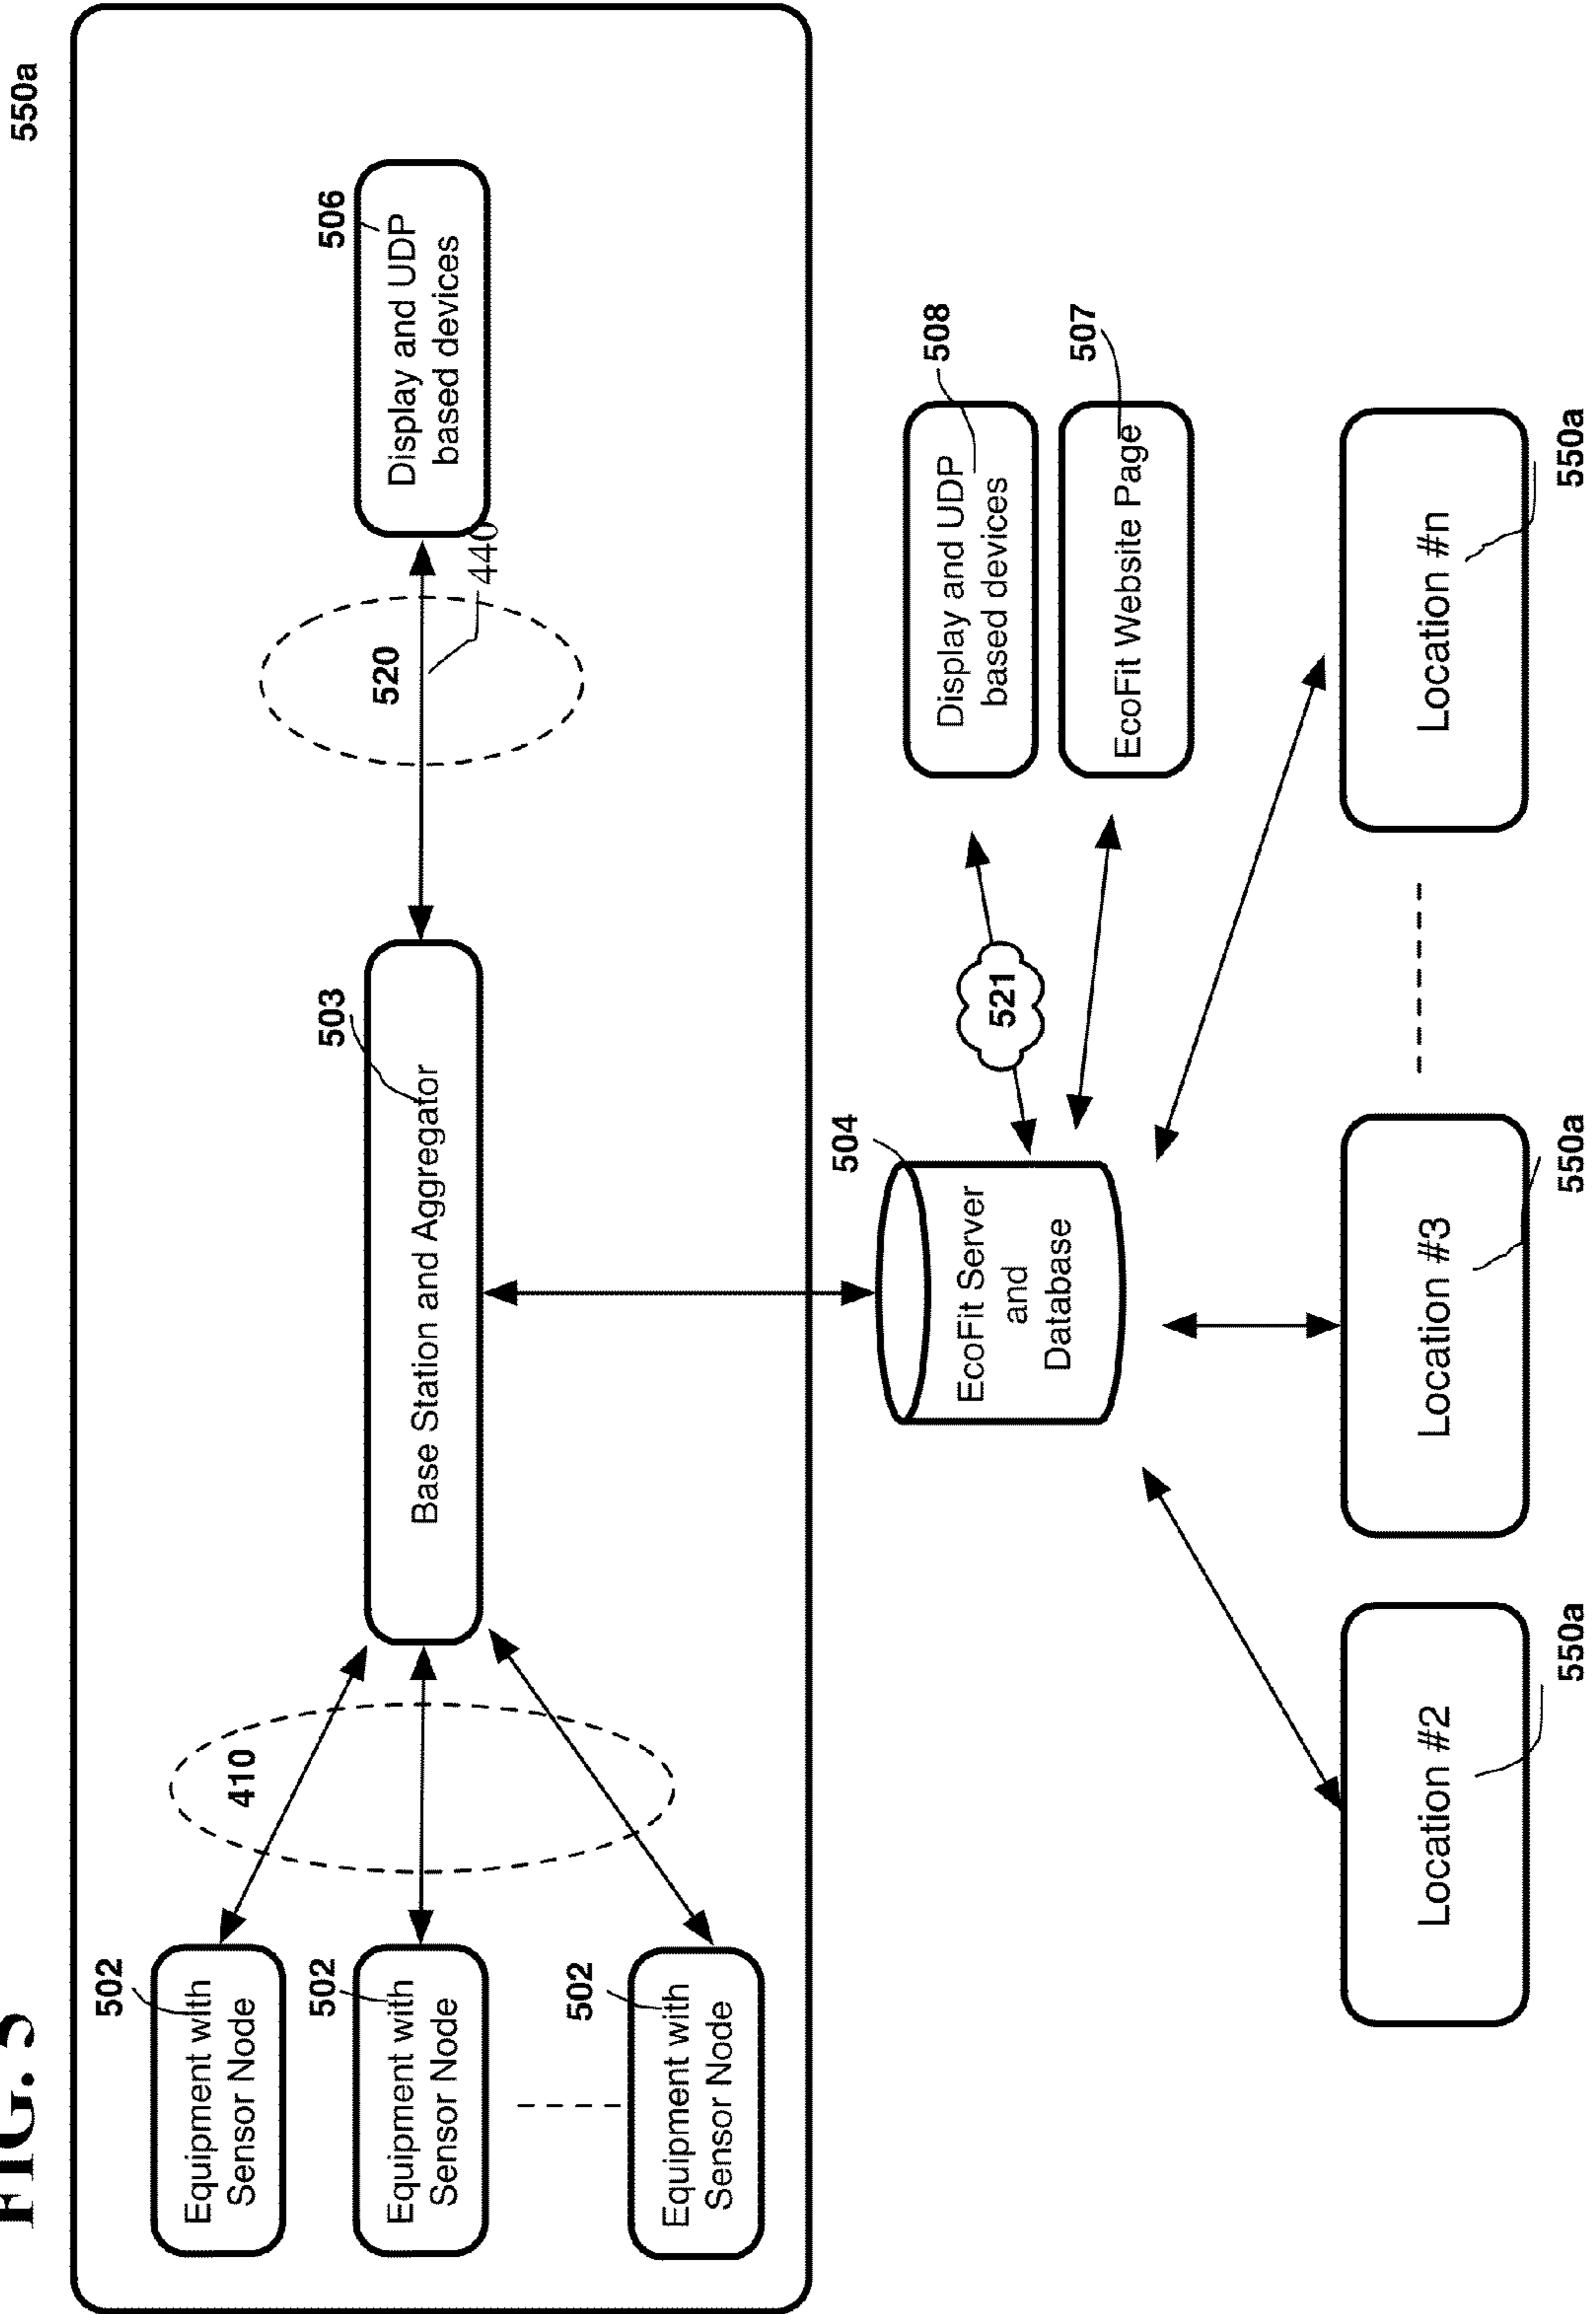 FIG. 5
550a
502
Equipment with
Sensor Node
502
Equipment with
Sensor Node
502
Equipment with
Sensor Node
410
503
Base Station and Aggregator
520
440
506
Display and UDP
based devices
504
EcoFit Server
and
Database
521
508
Display and UDP
based devices
507
EcoFit Website Page
Location #2
550a
Location #3
550a
Location #n
550a